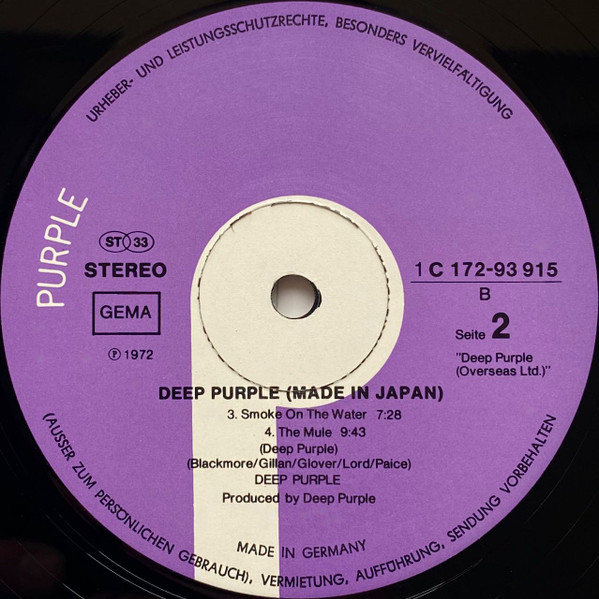 URHEBER- UND LEISTUNGSSCHUTZRECHTE, BESONDERS VERVIELFÄLTIGUNG
PURPLE
ST 33
STEREO
GEMA
℗ 1972
1 C 172-93 915
B
Seite 2
"Deep Purple
(Overseas Ltd.)"
DEEP PURPLE (MADE IN JAPAN)
3. Smoke On The Water 7:28
4. The Mule 9:43
(Deep Purple)
(Blackmore/Gillan/Glover/Lord/Paice)
DEEP PURPLE
Produced by Deep Purple
MADE IN GERMANY
(AUSSER ZUM PERSÖNLICHEN GEBRAUCH), VERMIETUNG, AUFFÜHRUNG, SENDUNG VORBEHALTEN